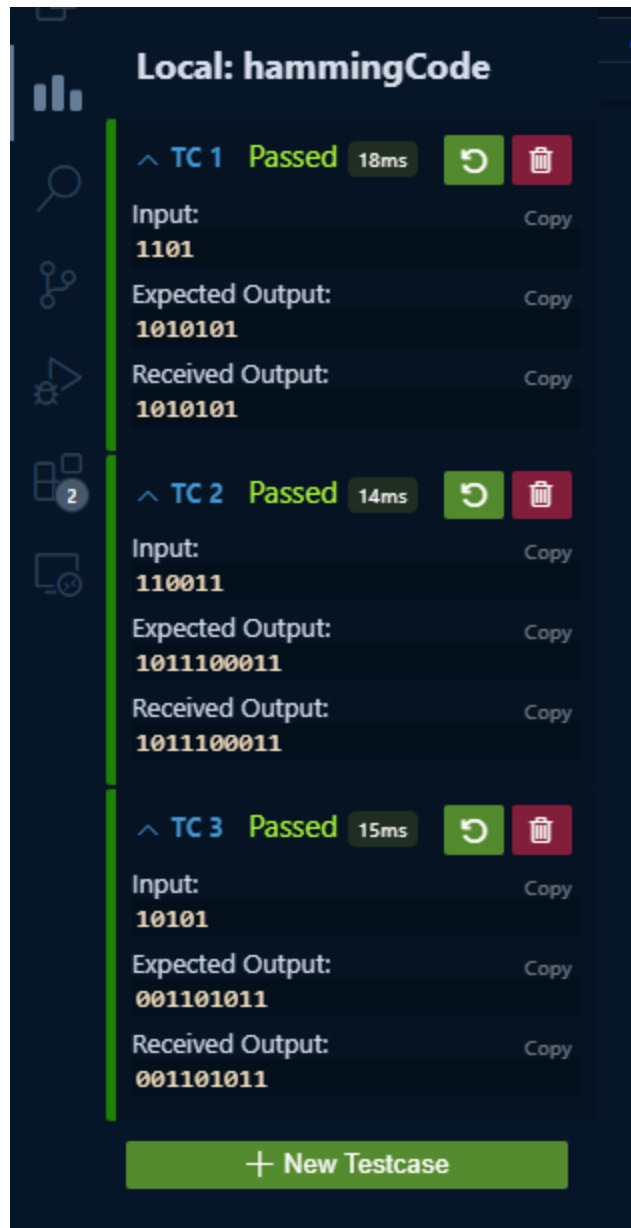 Local: hammingCode
TC 1 Passed 18ms
Input:
Copy
1101
Expected Output:
Copy
1010101
Received Output:
Copy
1010101
2
TC 2 Passed 14ms
Input:
Copy
110011
Expected Output:
Copy
1011100011
Received Output:
Copy
1011100011
TC 3 Passed 15ms
Input:
Copy
10101
Expected Output:
Copy
001101011
Received Output:
Copy
001101011
+ New Testcase